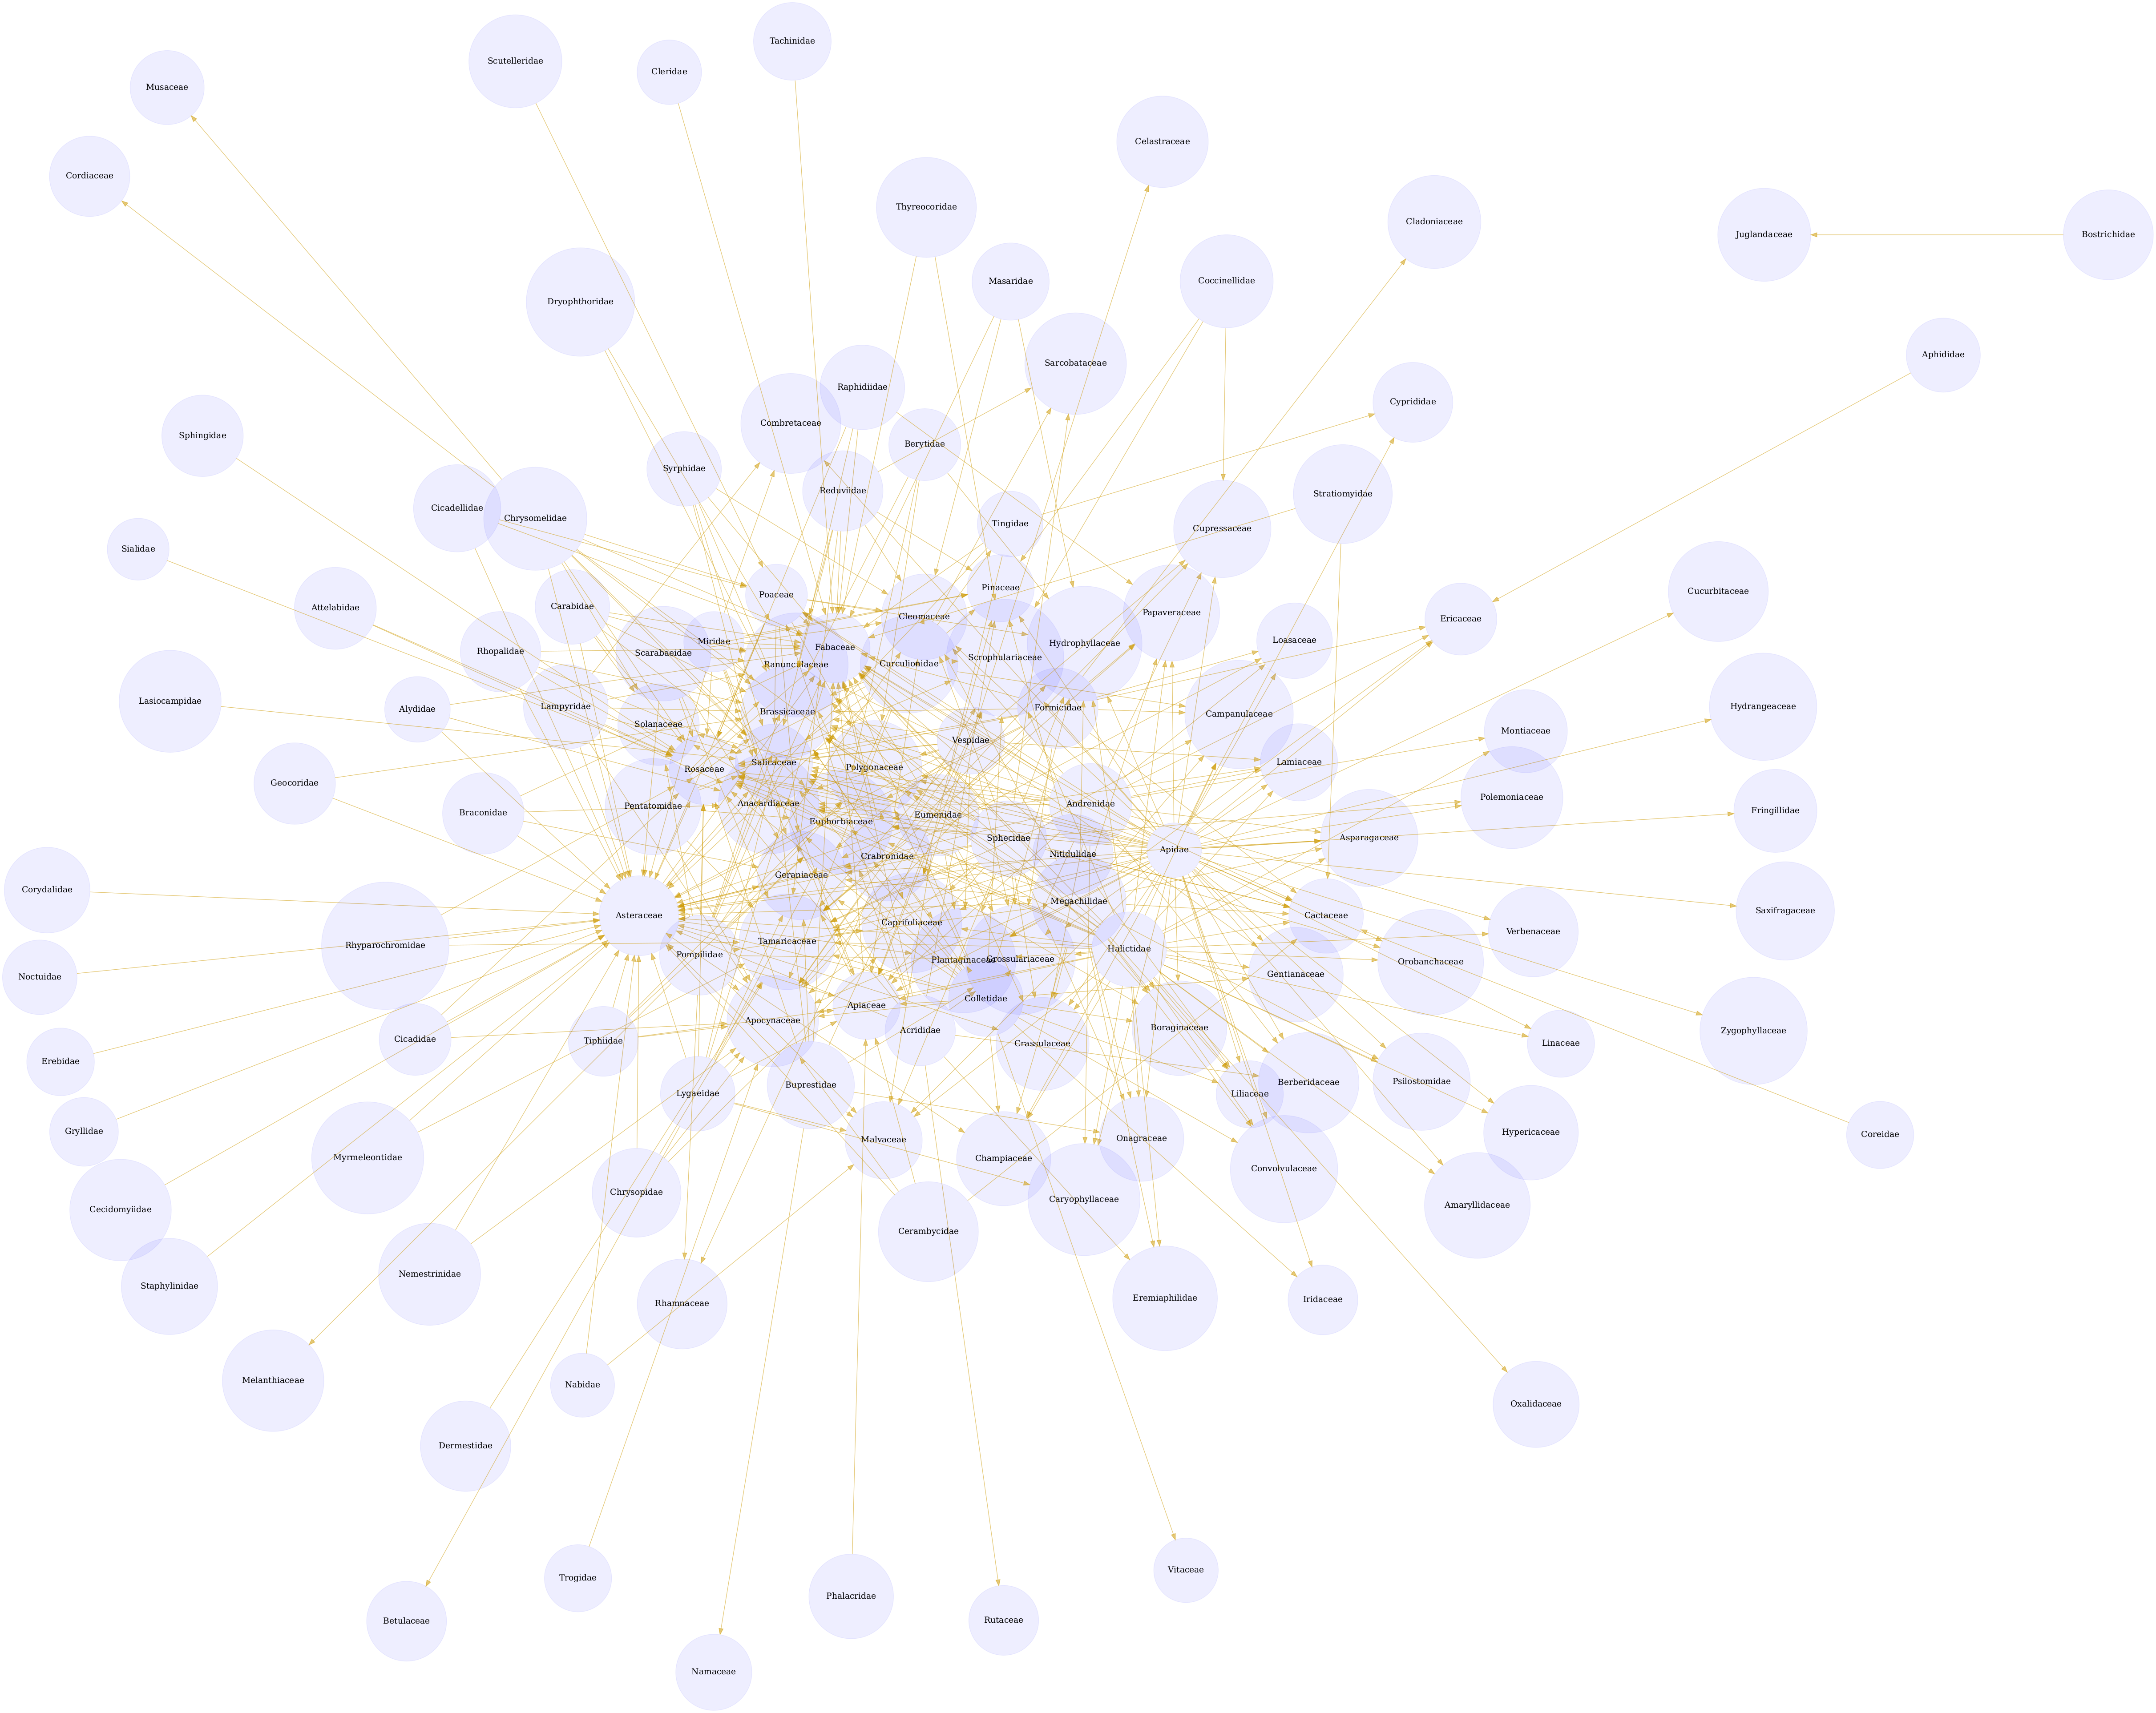 Tachinidae
Scutelleridae
Cleridae
Musaceae
Celastraceae
Cordiaceae
Thyreocoridae
Cladoniaceae
Juglandaceae
Bostrichidae
Masaridae
Coccinellidae
Dryophthoridae
Aphididae
Sarcobataceae
Raphidiidae
Cyprididae
Combretaceae
Sphingidae
Berytidae
Syrphidae
Reduviidae
Stratiomyidae
Cicadellidae
Chrysomelidae
Tingidae
Cupressaceae
Sialidae
Pinaceae
Cucurbitaceae
Poaceae
Attelabidae
Carabidae
Papaveraceae
Cleomaceae
Ericaceae
Miridae
Loasaceae
Hydrophyllaceae
Fabaceae
Rhopalidae
Scarabaeidae
Scrophulariaceae
Ranunculaceae
Curculionidae
Lasiocampidae
Lampyridae
Hydrangeaceae
Alydidae
Formicidae
Brassicaceae
Campanulaceae
Solanaceae
Montiaceae
Vespidae
Salicaceae
Lamiaceae
Polygonaceae
Rosaceae
Geocoridae
Polemoniaceae
Anacardiaceae
Andrenidae
Pentatomidae
Fringillidae
Braconidae
Eumenidae
Euphorbiaceae
Sphecidae
Asparagaceae
Apidae
Nitidulidae
Crabronidae
Geraniaceae
Corydalidae
Megachilidae
Saxifragaceae
Asteraceae
Cactaceae
Caprifoliaceae
Verbenaceae
Tamaricaceae
Rhyparochromidae
Halictidae
Pompilidae
Plantaginaceae
Grossulariaceae
Orobanchaceae
Gentianaceae
Noctuidae
Colletidae
Apiaceae
Apocynaceae
Boraginaceae
Acrididae
Zygophyllaceae
Cicadidae
Tiphiidae
Crassulaceae
Linaceae
Erebidae
Berberidaceae
Psilostomidae
Buprestidae
Lygaeidae
Liliaceae
Gryllidae
Hypericaceae
Coreidae
Malvaceae
Onagraceae
Myrmeleontidae
Champiaceae
Convolvulaceae
Chrysopidae
Caryophyllaceae
Amaryllidaceae
Cecidomyiidae
Cerambycidae
Nemestrinidae
Staphylinidae
Eremiaphilidae
Iridaceae
Rhamnaceae
Melanthiaceae
Nabidae
Oxalidaceae
Dermestidae
Vitaceae
Trogidae
Phalacridae
Rutaceae
Betulaceae
Namaceae